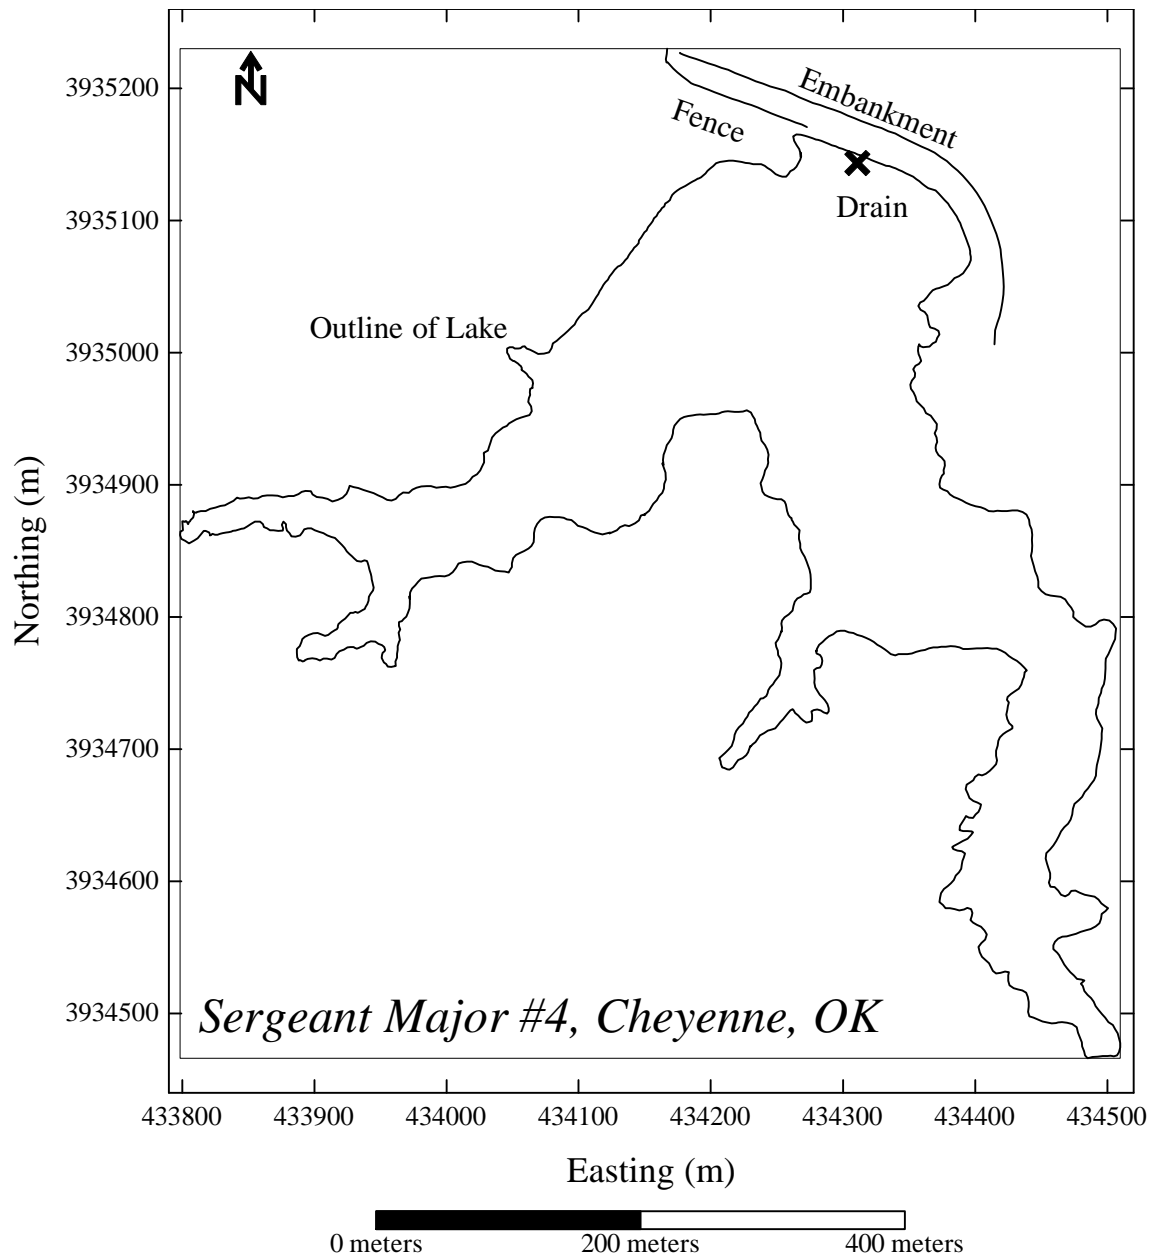 N
Embankment
Fence
Drain
Outline of Lake
3935200
3935100
3935000
3934900
3934800
3934700
3934600
3934500
Northing (m)
Sergeant Major #4, Cheyenne, OK
433800 433900 434000 434100 434200 434300 434400 434500
Easting (m)
0 meters 200 meters 400 meters